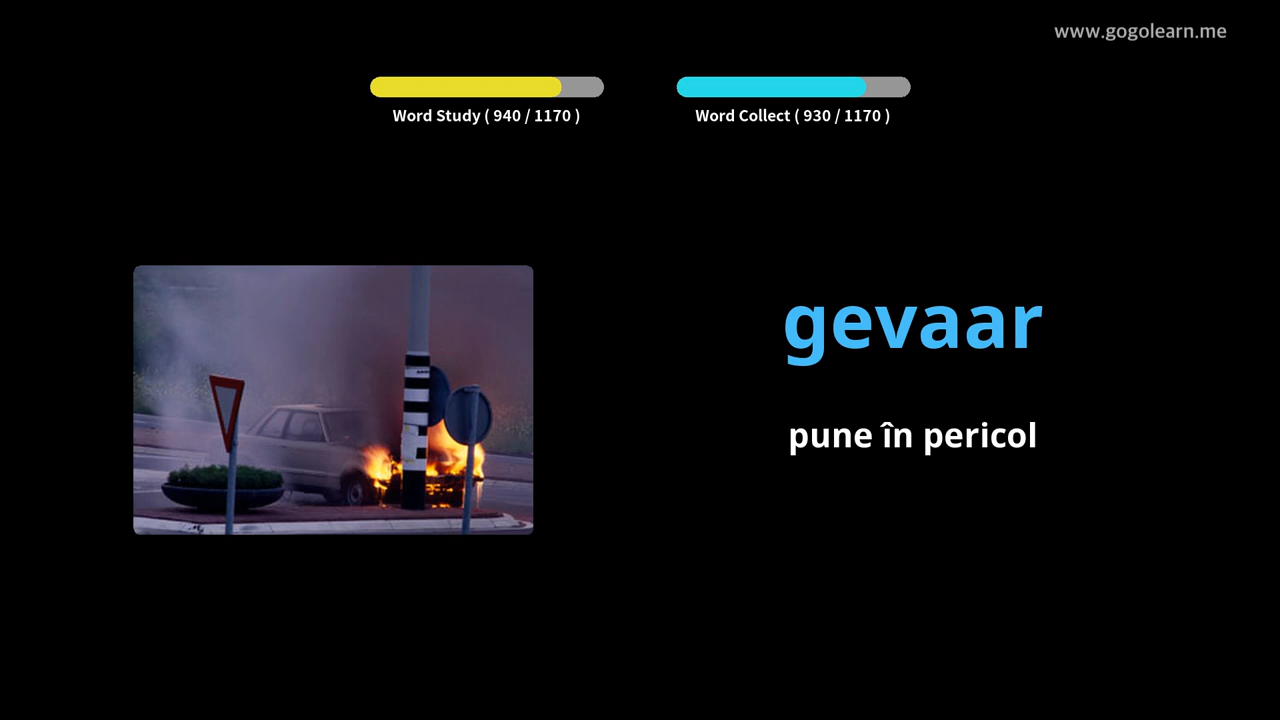 www.gogolearn.me
Word Study ( 940 / 1170 )
Word Collect ( 930 / 1170 )
gevaar
pune în pericol